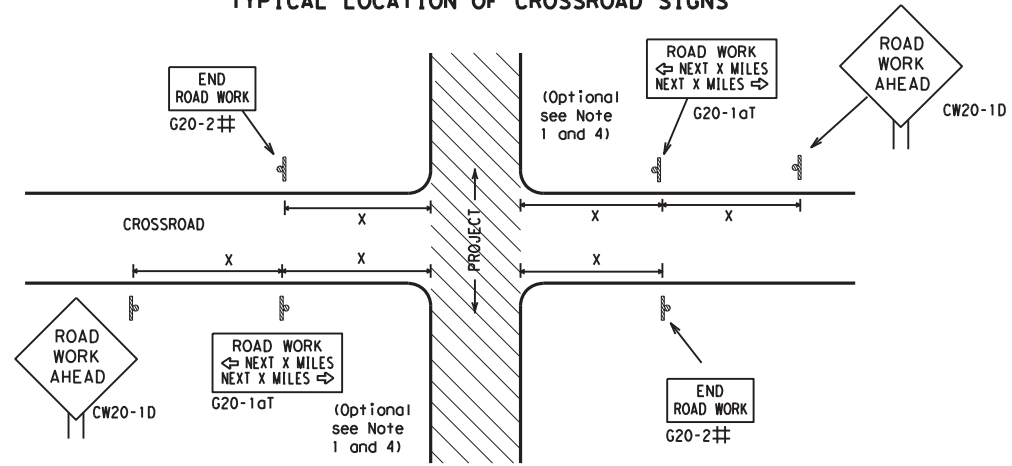 TYPICAL LOCATION OF CROSSROAD SIGNS
END
ROAD WORK
G20-2#
(Optional
see Note
1 and 4)
ROAD WORK
⇦ NEXT X MILES
NEXT X MILES ⇨
G20-1aT
ROAD
WORK
AHEAD
CW20-1D
X
X
X
CROSSROAD
PROJECT
X
X
X
ROAD
WORK
AHEAD
CW20-1D
ROAD WORK
⇦ NEXT X MILES
NEXT X MILES ⇨
G20-1aT
(Optional
see Note
1 and 4)
END
ROAD WORK
G20-2#